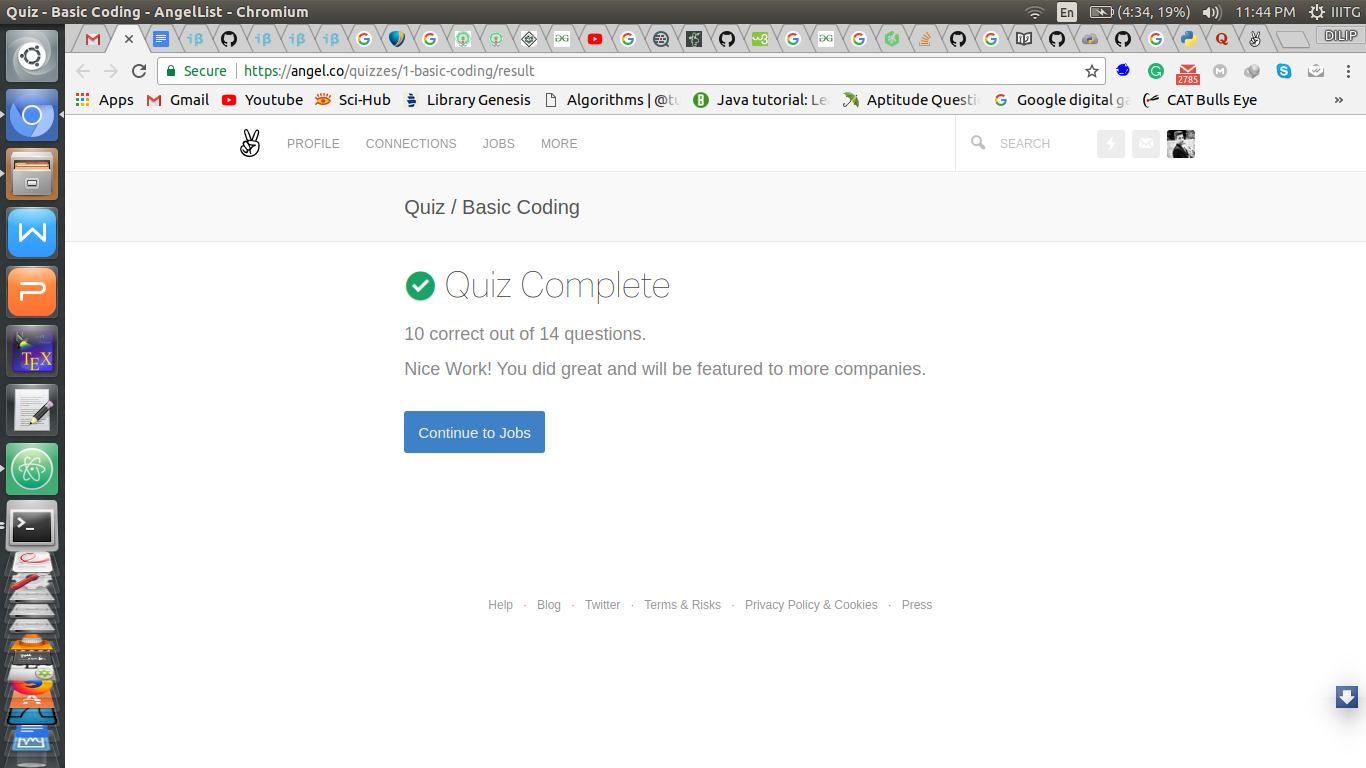 Quiz - Basic Coding - AngelList - Chromium
En
(4:34, 19%)
11:44 PM
IIITG
DILIP
Secure
https://angel.co/quizzes/1-basic-coding/result
2785
Apps
Gmail
Youtube
Sci-Hub
Library Genesis
Algorithms | @tu
Java tutorial: Le
Aptitude Questi
Google digital ga
CAT Bulls Eye
»
PROFILE
CONNECTIONS
JOBS
MORE
SEARCH
Quiz / Basic Coding
Quiz Complete
10 correct out of 14 questions.
Nice Work! You did great and will be featured to more companies.
Continue to Jobs
Help · Blog · Twitter · Terms & Risks · Privacy Policy & Cookies · Press
TEX